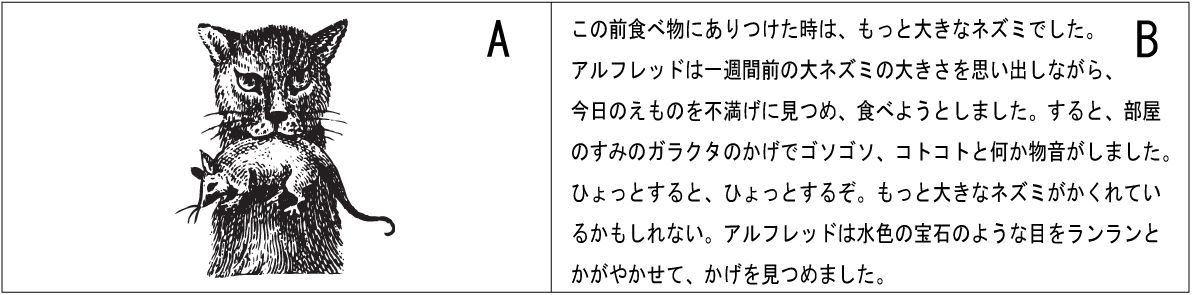 A
この前食べ物にありつけた時は、もっと大きなネズミでした。
B
アルフレッドは一週間前の大ネズミの大きさを思い出しながら、
今日のえものを不満げに見つめ、食べようとしました。すると、部屋
のすみのガラクタのかげでゴソゴソ、コトコトと何か物音がしました。
ひょっとすると、ひょっとするぞ。もっと大きなネズミがかくれてい
るかもしれない。アルフレッドは水色の宝石のような目をランランと
かがやかせて、かげを見つめました。